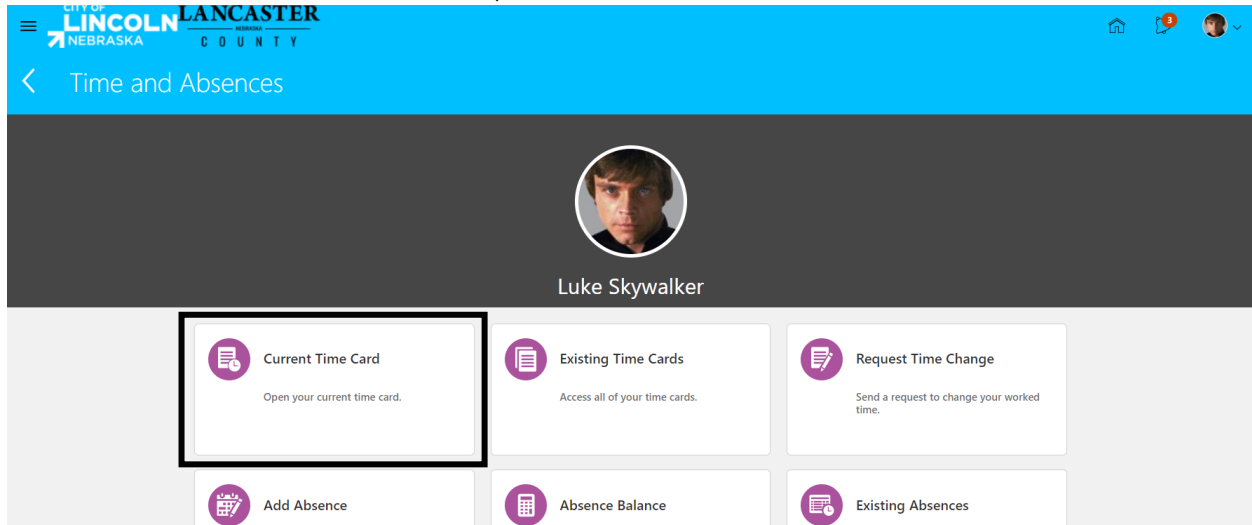 CITY OF
LINCOLN
NEBRASKA
LANCASTER
NEBRASKA
COUNTY
3
Time and Absences
Luke Skywalker
Current Time Card
Open your current time card.
Existing Time Cards
Access all of your time cards.
Request Time Change
Send a request to change your worked
time.
Add Absence
Absence Balance
Existing Absences